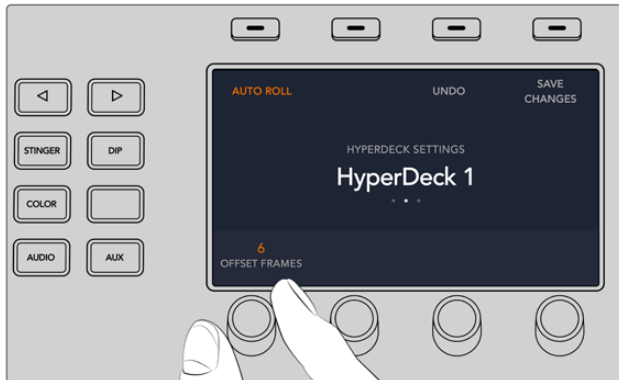 AUTO ROLL
UNDO
SAVE
CHANGES
HYPERDECK SETTINGS
HyperDeck 1
6
OFFSET FRAMES
STINGER
DIP
COLOR
AUDIO
AUX